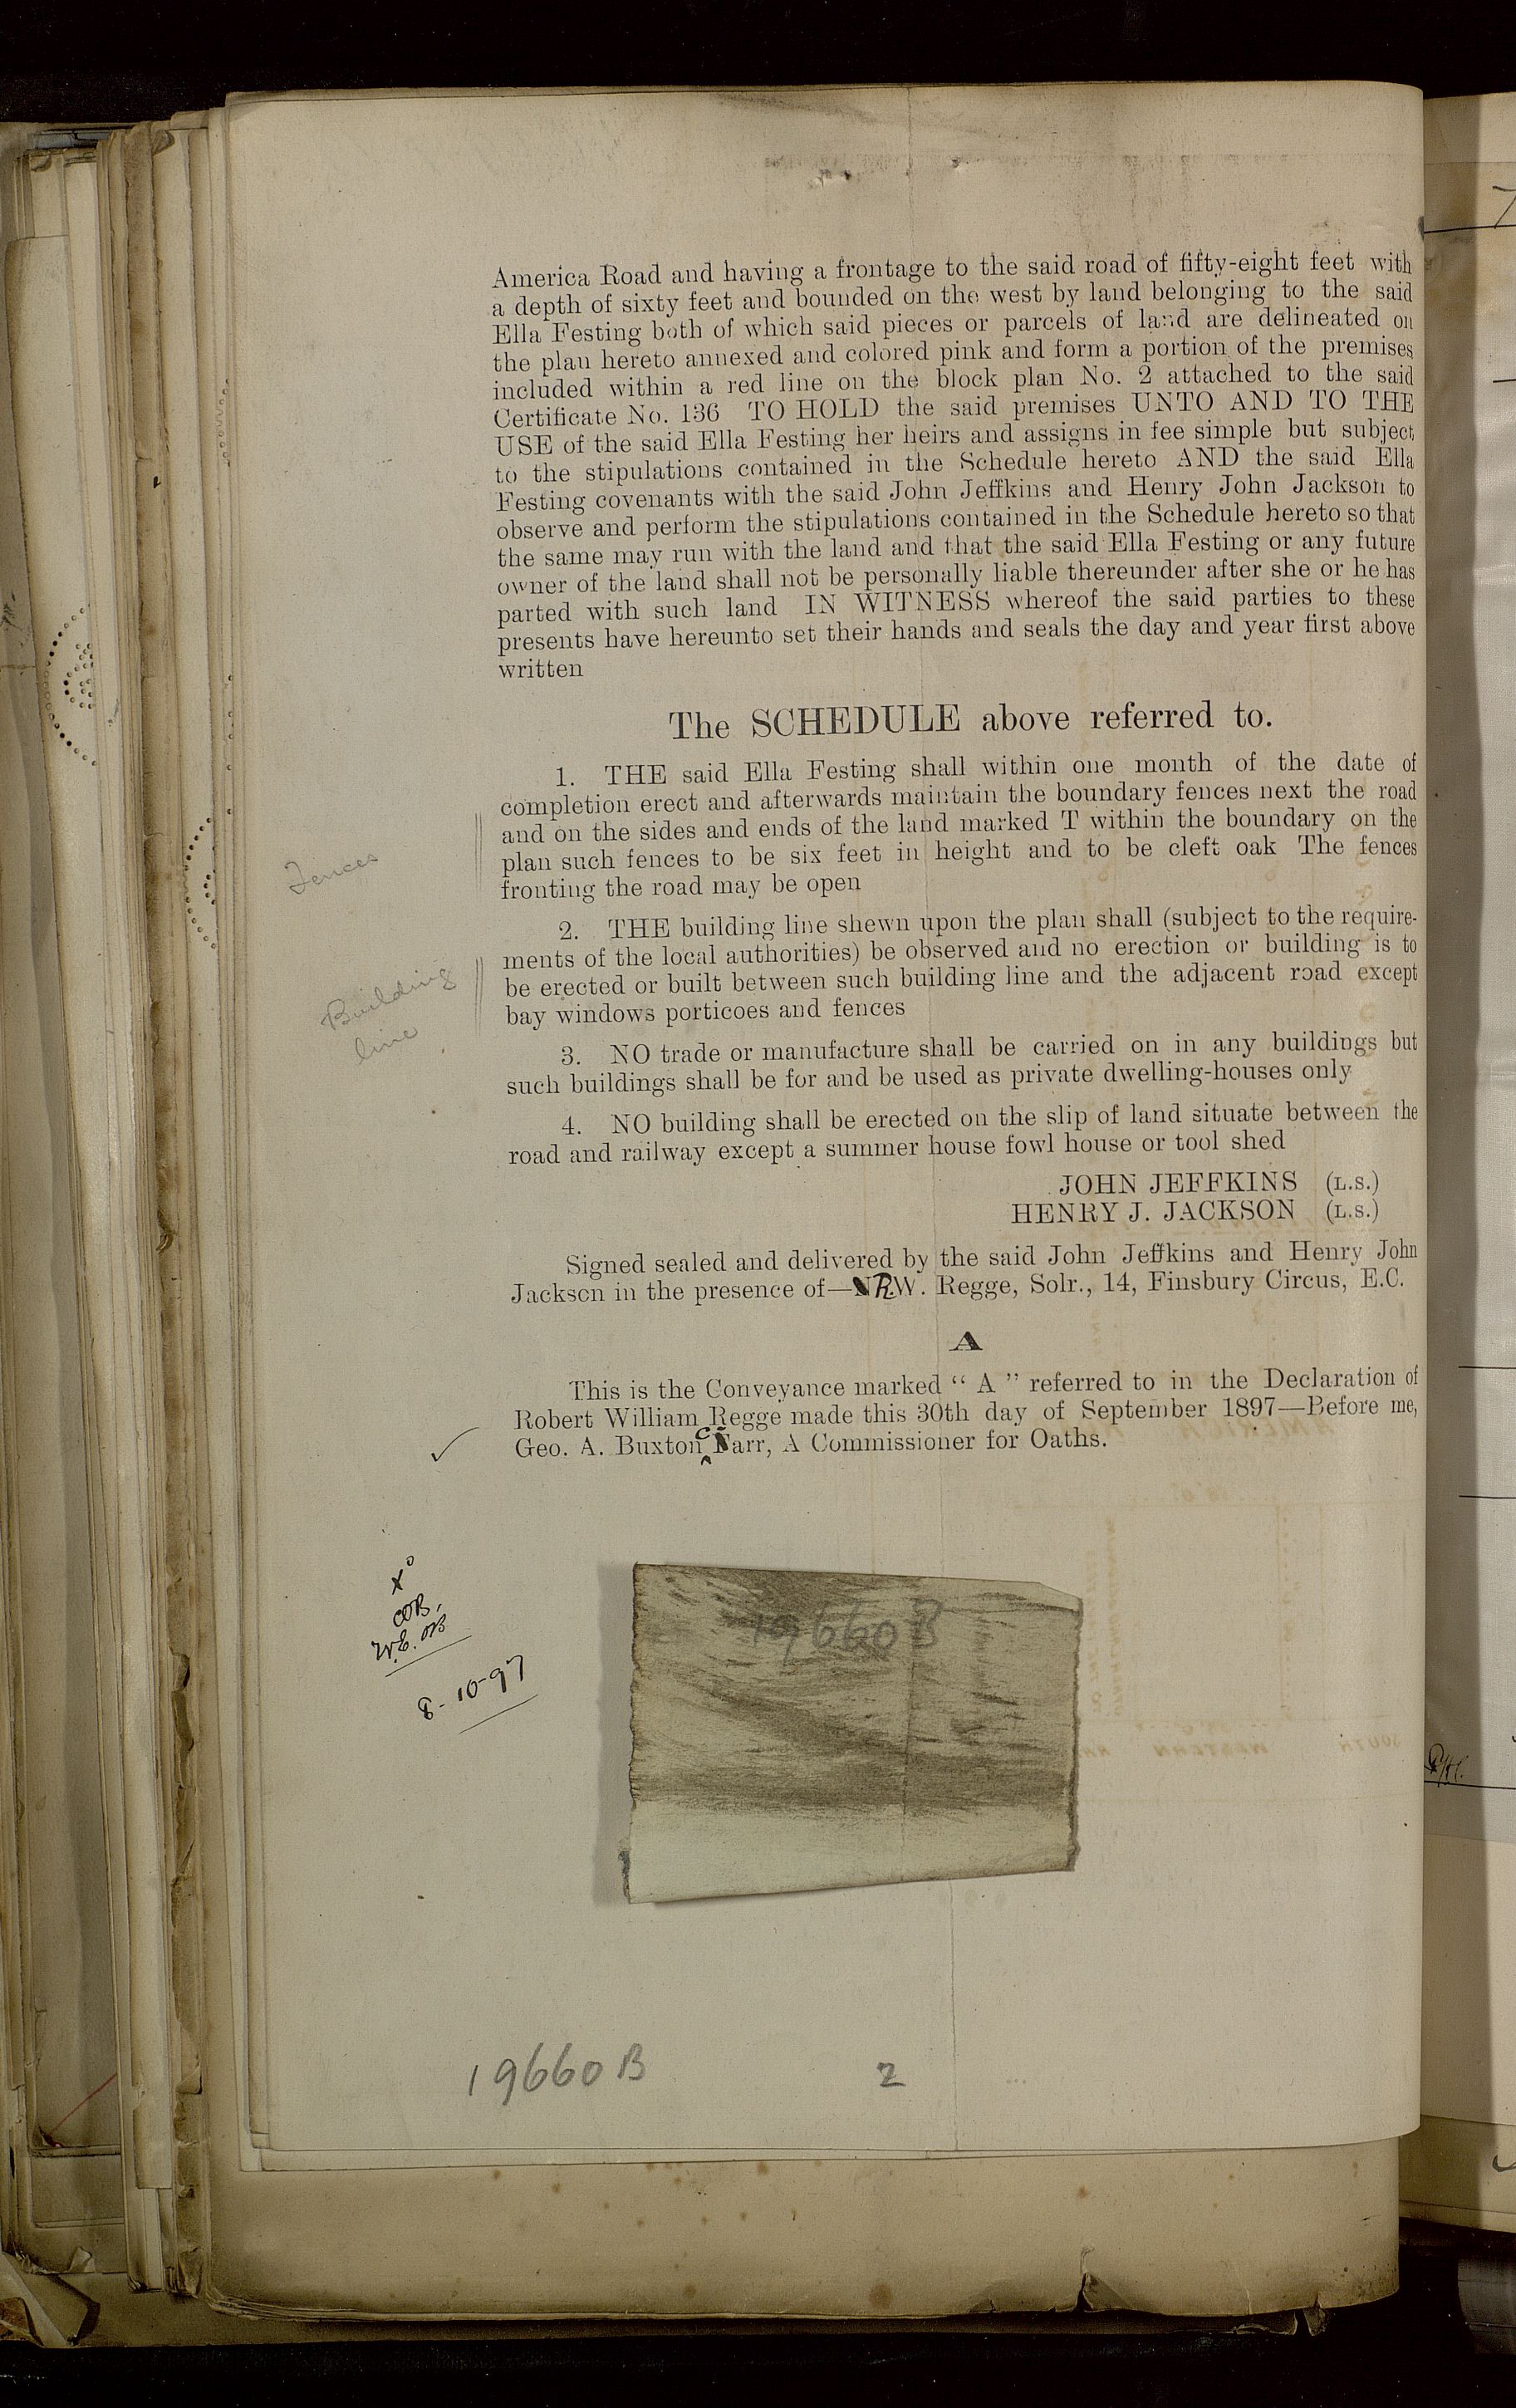 America Road and having a frontage to the said road of fifty-eight feet with
a depth of sixty feet and bounded on the west by land belonging to the said
Ella Festing both of which said pieces or parcels of land are delineated on
the plan hereto annexed and colored pink and form a portion of the premises
included within a red line on the block plan No. 2 attached to the said
Certificate No. 136 TO HOLD the said premises UNTO AND TO THE
USE of the said Ella Festing her heirs and assigns in fee simple but subject
to the stipulations contained in the Schedule hereto AND the said Ella
Festing covenants with the said John Jeffkins and Henry John Jackson to
observe and perform the stipulations contained in the Schedule hereto so that
the same may run with the land and that the said Ella Festing or any future
owner of the land shall not be personally liable thereunder after she or he has
parted with such land IN WITNESS whereof the said parties to these
presents have hereunto set their hands and seals the day and year first above
written
The SCHEDULE above referred to.
1. THE said Ella Festing shall within one month of the date of
completion erect and afterwards maintain the boundary fences next the road
and on the sides and ends of the land marked T within the boundary on the
plan such fences to be six feet in height and to be cleft oak The fences
fronting the road may be open
Fences
2. THE building line shewn upon the plan shall (subject to the require-
ments of the local authorities) be observed and no erection or building is to
be erected or built between such building line and the adjacent road except
bay windows porticoes and fences
Building
line
3. NO trade or manufacture shall be carried on in any buildings but
such buildings shall be for and be used as private dwelling-houses only
4. NO building shall be erected on the slip of land situate between the
road and railway except a summer house fowl house or tool shed
JOHN JEFFKINS (L.S.)
HENRY J. JACKSON (L.S.)
Signed sealed and delivered by the said John Jeffkins and Henry John
Jackson in the presence of—R.W. Regge, Solr., 14, Finsbury Circus, E.C.
A
This is the Conveyance marked "A" referred to in the Declaration of
Robert William Regge made this 30th day of September 1897—Before me,
Geo. A. Buxton Carr, A Commissioner for Oaths.
8-10-97
19660B
19660B 2